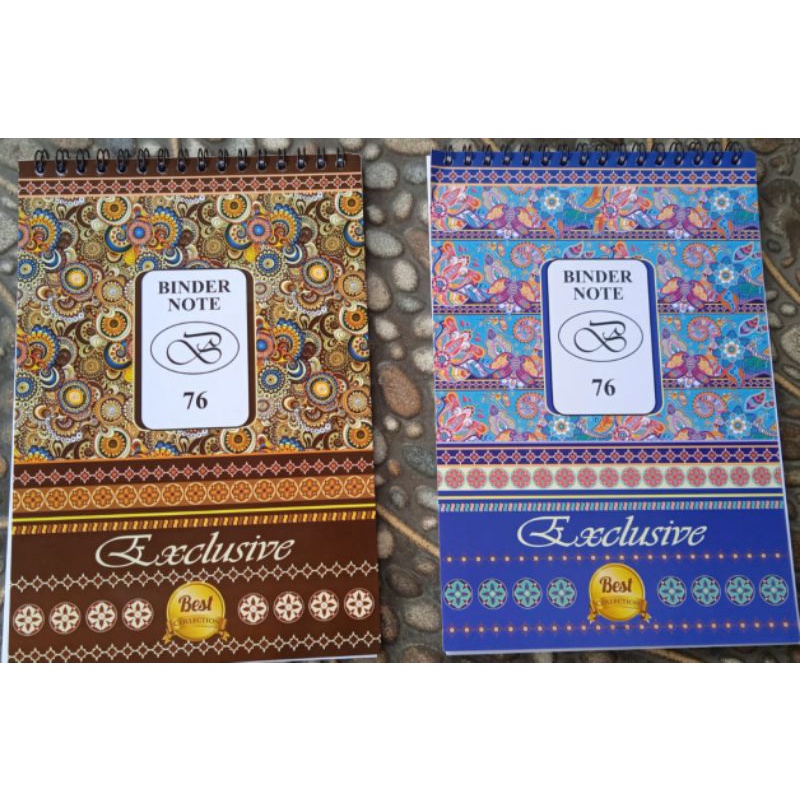 BINDER
NOTE
B
76
Exclusive
Best
COLLECTION
BINDER
NOTE
B
76
Exclusive
Best
COLLECTION